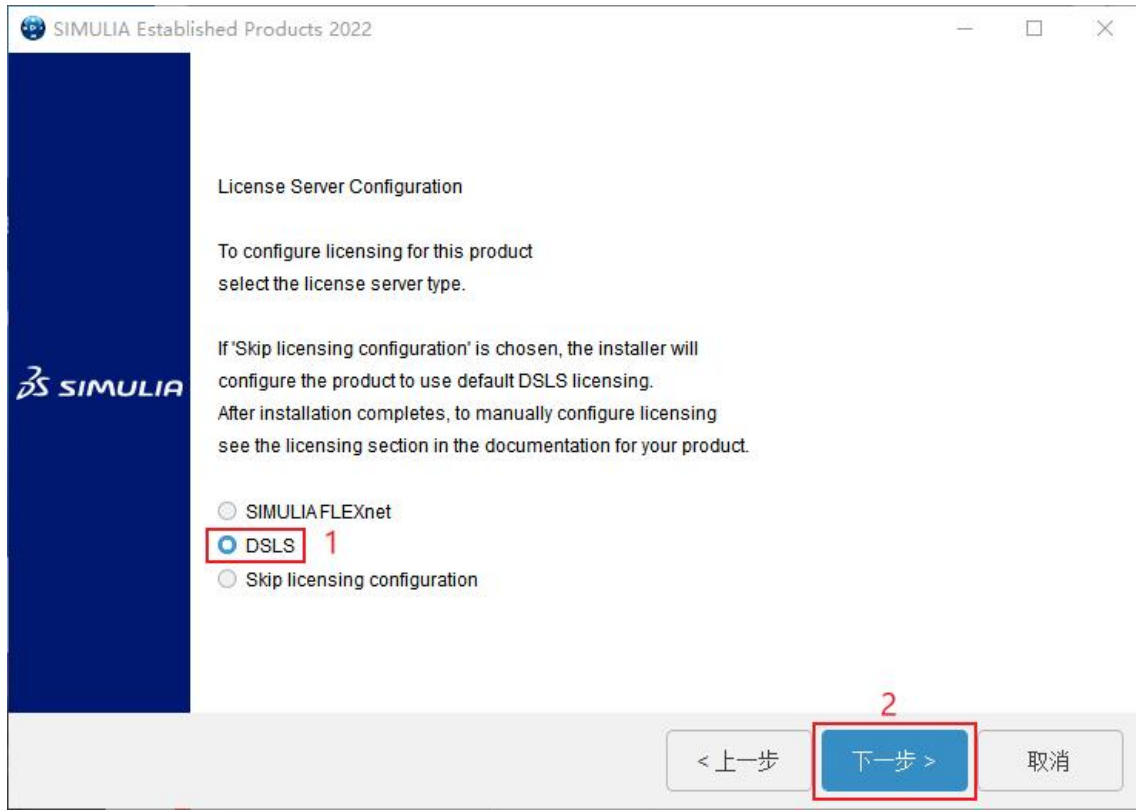 SIMULIA Established Products 2022
License Server Configuration
To configure licensing for this product
select the license server type.
If 'Skip licensing configuration' is chosen, the installer will
configure the product to use default DSLS licensing.
After installation completes, to manually configure licensing
see the licensing section in the documentation for your product.
SIMULIA
SIMULIA FLEXnet
DSLS 1
Skip licensing configuration
2
< 上一步 下一步 > 取消